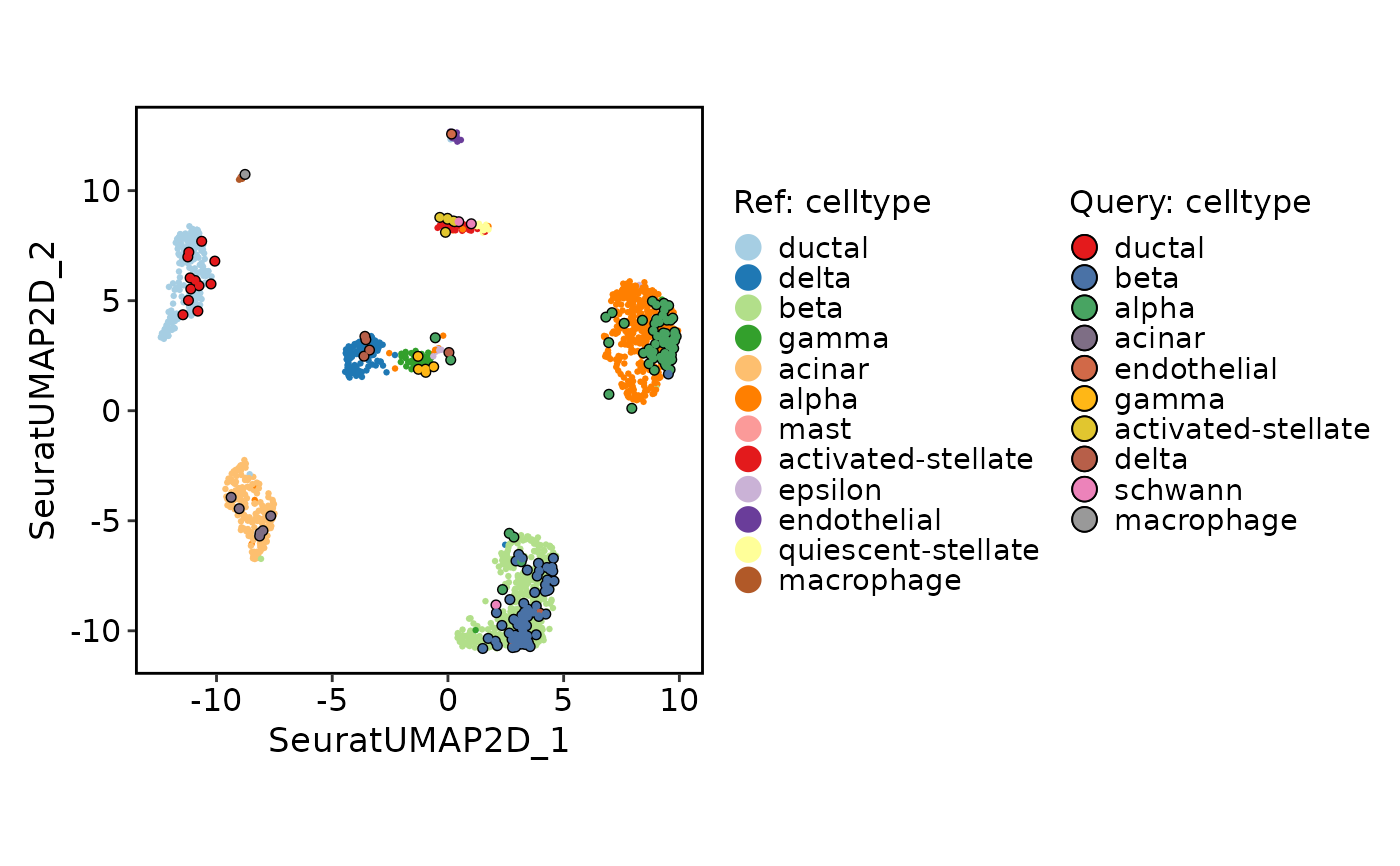 SeuratUMAP2D_2
10
5
0
-5
-10
-10
-5
0
5
10
SeuratUMAP2D_1
Ref: celltype
ductal
delta
beta
gamma
acinar
alpha
mast
activated-stellate
epsilon
endothelial
quiescent-stellate
macrophage
Query: celltype
ductal
beta
alpha
acinar
endothelial
gamma
activated-stellate
delta
schwann
macrophage